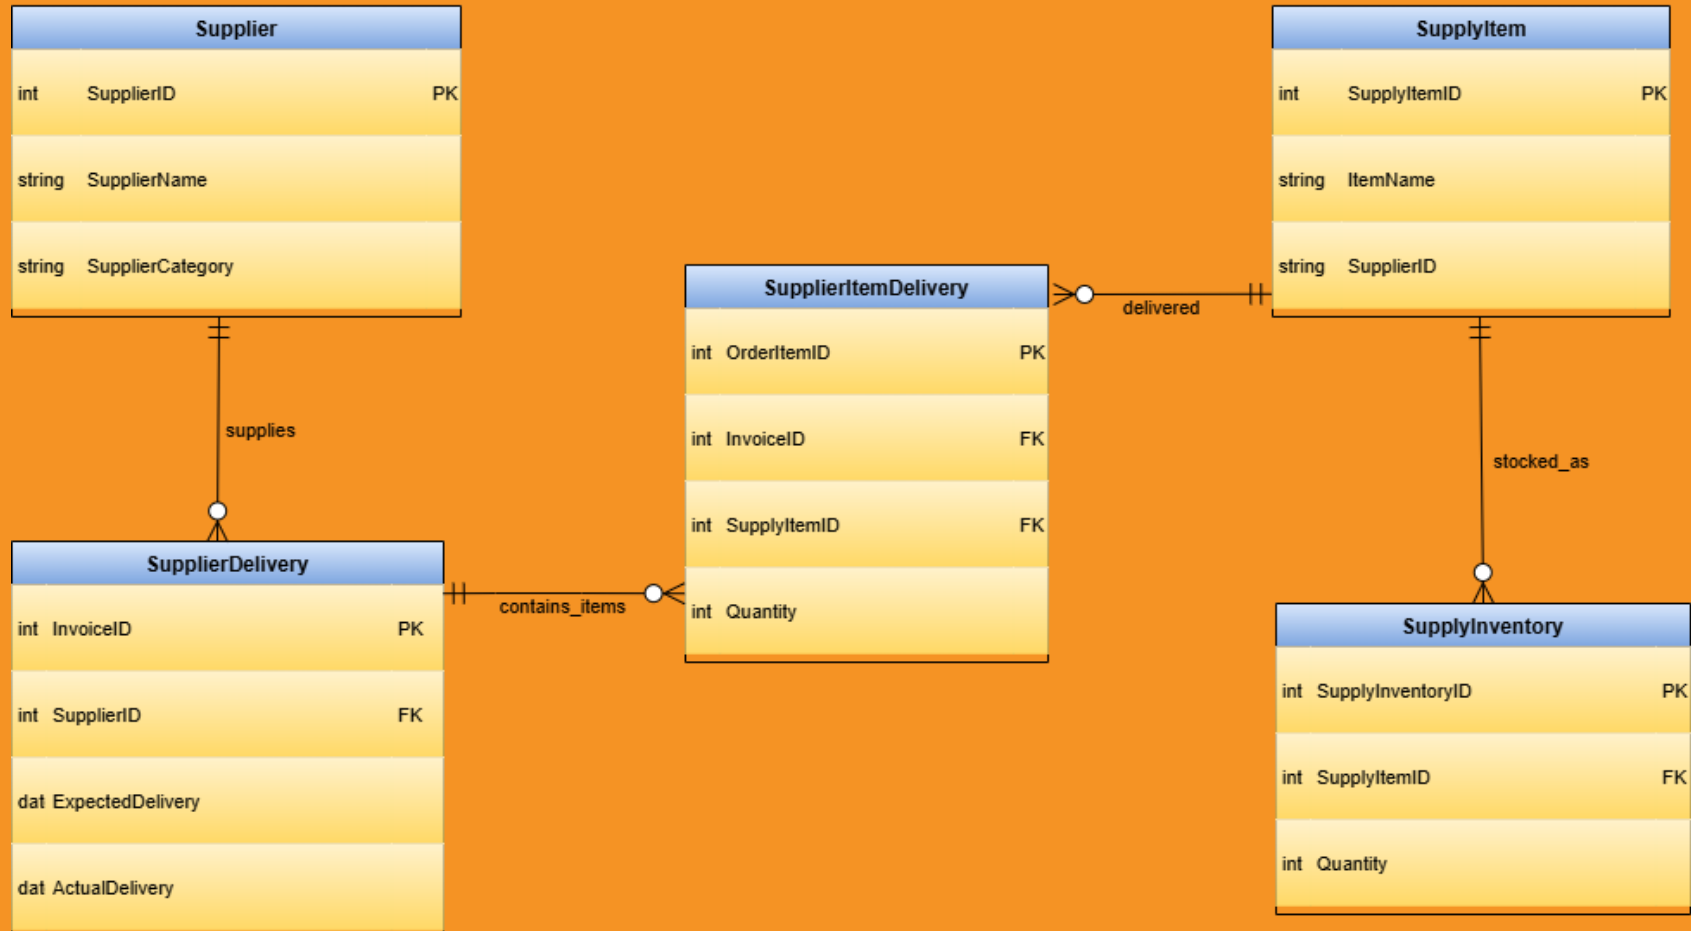 Supplier
int SupplierID PK
string SupplierName
string SupplierCategory
supplies
SupplierDelivery
int InvoiceID PK
int SupplierID FK
dat ExpectedDelivery
dat ActualDelivery
contains_items
SupplierItemDelivery
int OrderItemID PK
int InvoiceID FK
int SupplyItemID FK
int Quantity
delivered
SupplyItem
int SupplyItemID PK
string ItemName
string SupplierID
stocked_as
SupplyInventory
int SupplyInventoryID PK
int SupplyItemID FK
int Quantity